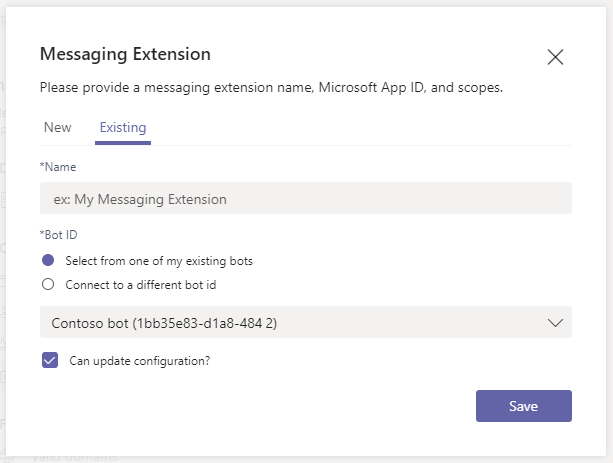 Messaging Extension
Please provide a messaging extension name, Microsoft App ID, and scopes.
New Existing
*Name
ex: My Messaging Extension
*Bot ID
Select from one of my existing bots
Connect to a different bot id
Contoso bot (1bb35e83-d1a8-484 2)
Can update configuration?
Save
Valid domains